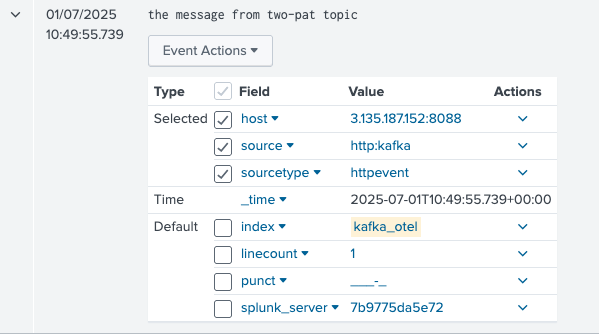 01/07/2025
10:49:55.739
the message from two-pat topic
Event Actions
Type Field Value Actions
Selected host 3.135.187.152:8088
source http:kafka
sourcetype httpevent
Time _time 2025-07-01T10:49:55.739+00:00
Default index kafka_otel
linecount 1
punct ___-_
splunk_server 7b9775da5e72